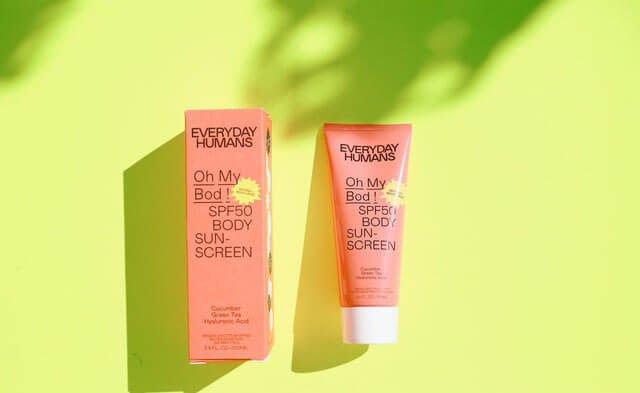 EVERYDAY
HUMANS
Oh My
Bod!
SPF50
BODY
SUN-
SCREEN
Cucumber
Green Tea
Hyaluronic Acid
EVERYDAY
HUMANS
Oh My
Bod!
SPF50
BODY
SUN-
SCREEN
Cucumber
Green Tea
Hyaluronic Acid